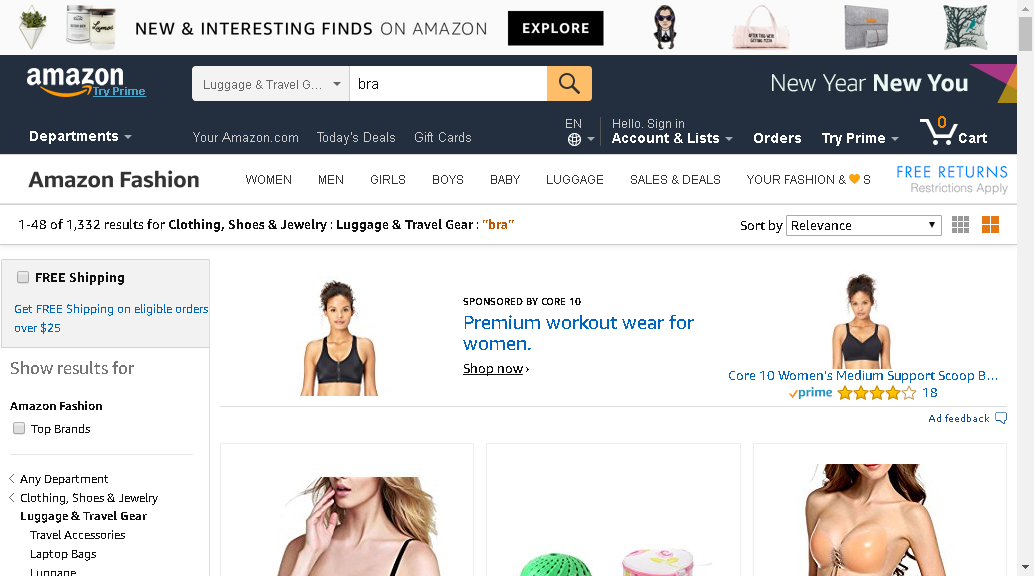 NEW & INTERESTING FINDS ON AMAZON EXPLORE
amazon
Try Prime
Luggage & Travel G... bra
New Year New You
Departments
Your Amazon.com Today's Deals Gift Cards
EN
Hello. Sign in
Account & Lists Orders Try Prime 0 Cart
Amazon Fashion WOMEN MEN GIRLS BOYS BABY LUGGAGE SALES & DEALS YOUR FASHION & S
FREE RETURNS
Restrictions Apply
1-48 of 1,332 results for Clothing, Shoes & Jewelry : Luggage & Travel Gear : "bra"
Sort by Relevance
FREE Shipping
Get FREE Shipping on eligible orders
over $25
Show results for
Amazon Fashion
Top Brands
Any Department
Clothing, Shoes & Jewelry
Luggage & Travel Gear
Travel Accessories
Laptop Bags
Luggage
SPONSORED BY CORE 10
Premium workout wear for
women.
Shop now ›
Core 10 Women's Medium Support Scoop B...
prime 18
Ad feedback